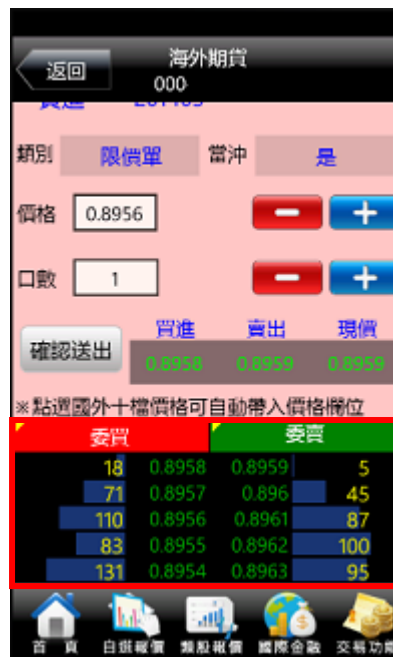 返回
海外期貨
000
類別 限價單 當沖 是
價格 0.8956
口數 1
買進 賣出 現價
確認送出 0.8958 0.8959 0.8959
※點選國外十檔價格可自動帶入價格欄位
委買 委賣
18 0.8958 0.8959 5
71 0.8957 0.896 45
110 0.8956 0.8961 87
83 0.8955 0.8962 100
131 0.8954 0.8963 95
首頁 自選報價 類股報價 國際金融 交易功能